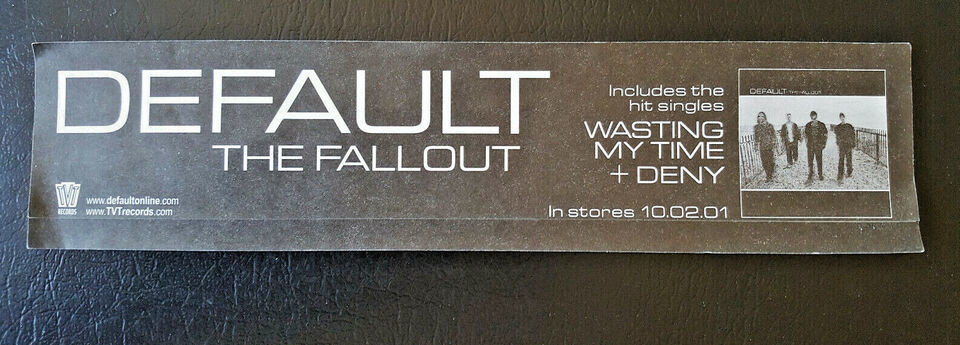 DEFAULT
THE FALLOUT
Includes the
hit singles
WASTING
MY TIME
+ DENY
In stores 10.02.01
TVT
RECORDS
www.defaultonline.com
www.TVTrecords.com
DEFAULT THE FALLOUT